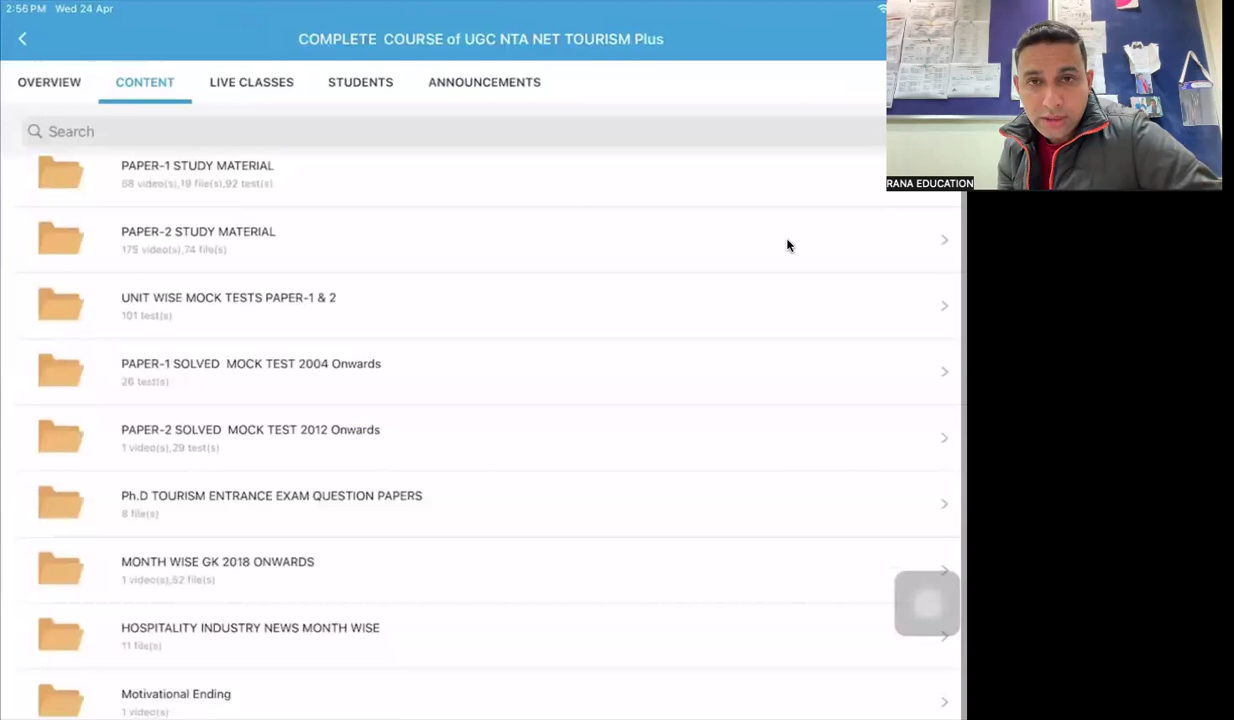 2:56PM Wed 24 Apr
COMPLETE COURSE of UGC NTA NET TOURISM Plus
OVERVIEW CONTENT LIVE CLASSES STUDENTS ANNOUNCEMENTS
Search
RANA EDUCATION
PAPER-1 STUDY MATERIAL
68 video(s),19 file(s),92 test(s)
PAPER-2 STUDY MATERIAL
175 video(s),74 file(s)
UNIT WISE MOCK TESTS PAPER-1 & 2
101 test(s)
PAPER-1 SOLVED MOCK TEST 2004 Onwards
26 test(s)
PAPER-2 SOLVED MOCK TEST 2012 Onwards
1 video(s),29 test(s)
Ph.D TOURISM ENTRANCE EXAM QUESTION PAPERS
8 file(s)
MONTH WISE GK 2018 ONWARDS
1 video(s),52 file(s)
HOSPITALITY INDUSTRY NEWS MONTH WISE
11 file(s)
Motivational Ending
1 video(s)